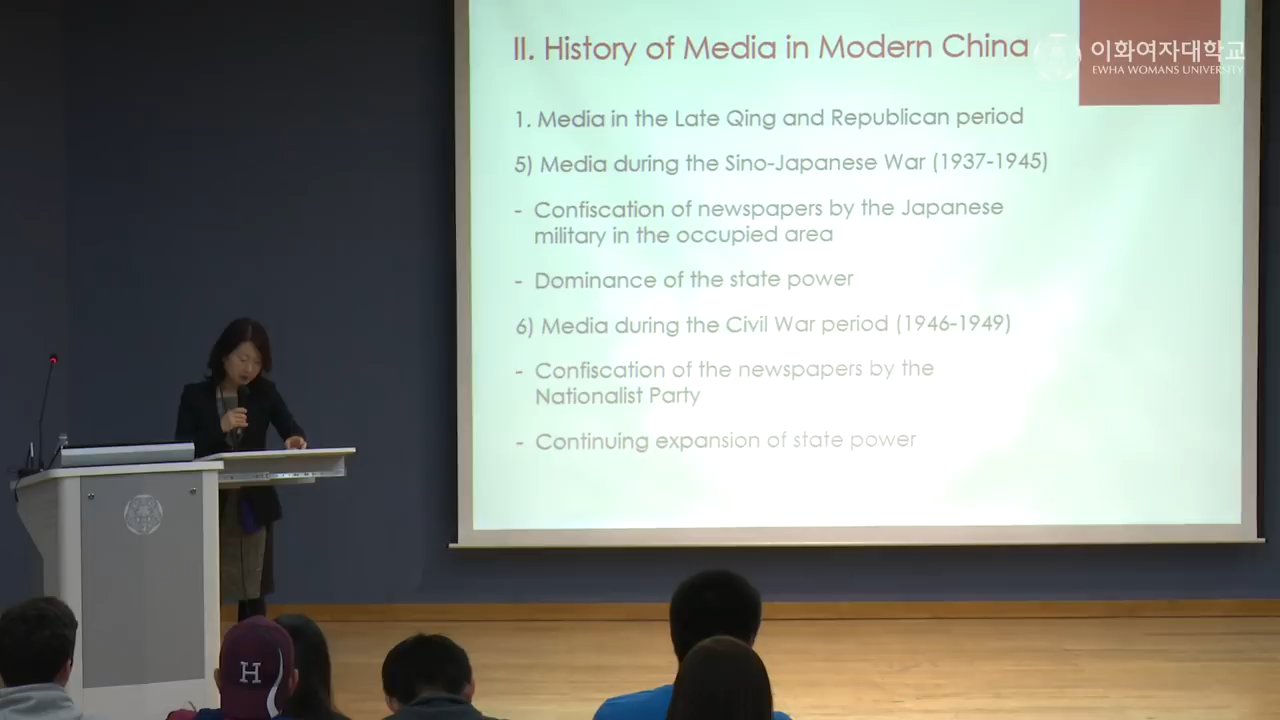 II. History of Media in Modern China
이화여자대학교
EWHA WOMANS UNIVERSITY
1. Media in the Late Qing and Republican period
5) Media during the Sino-Japanese War (1937-1945)
- Confiscation of newspapers by the Japanese
military in the occupied area
- Dominance of the state power
6) Media during the Civil War period (1946-1949)
- Confiscation of the newspapers by the
Nationalist Party
- Continuing expansion of state power
H